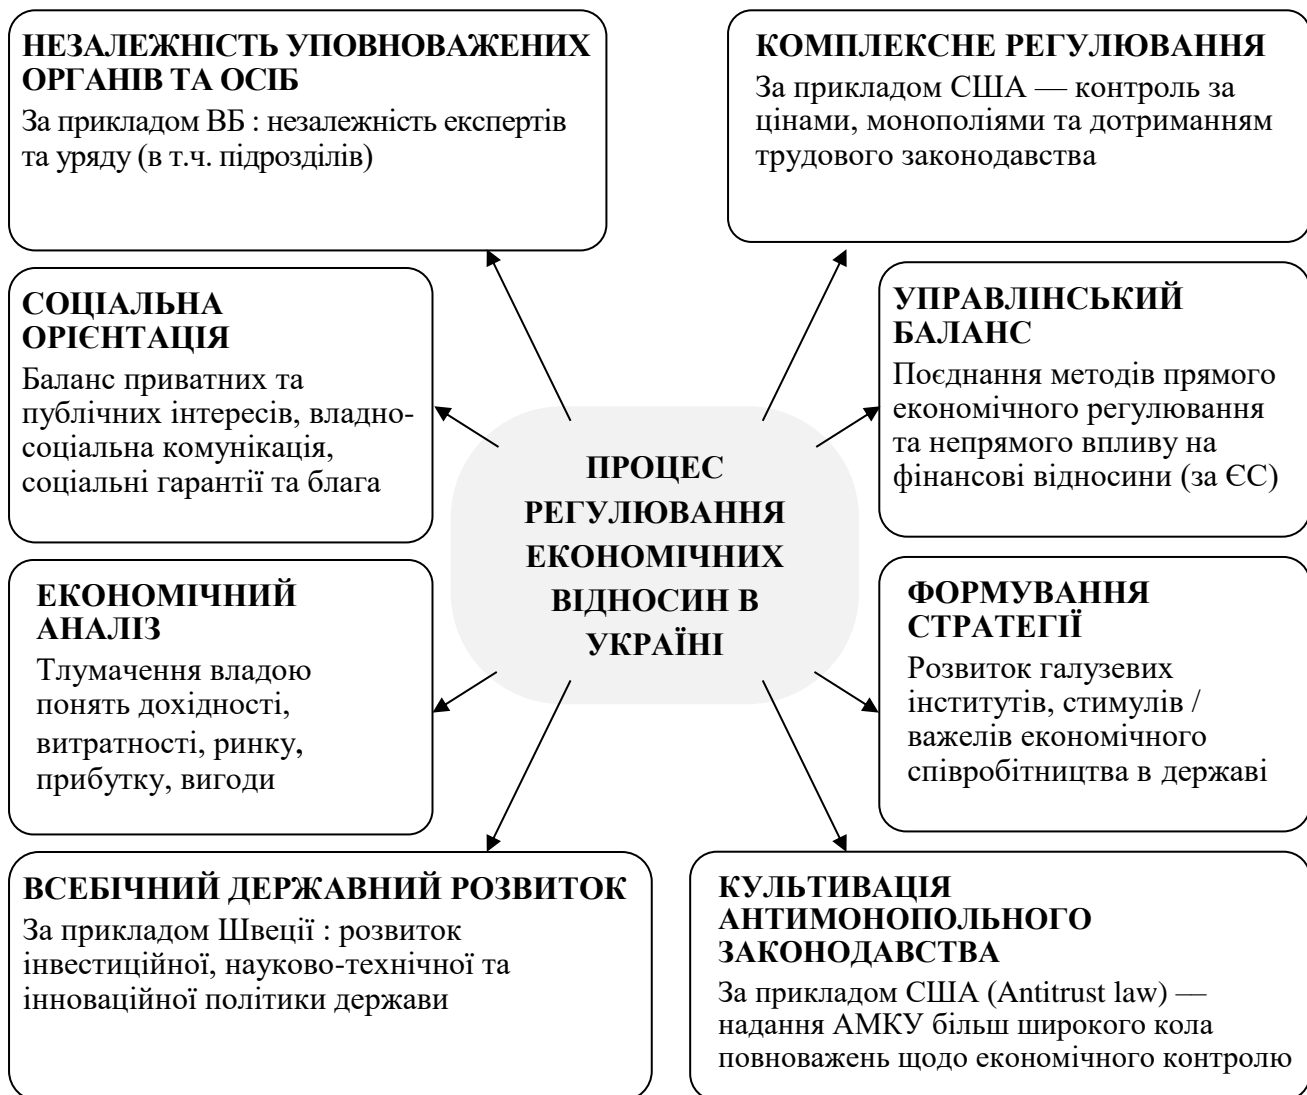 НЕЗАЛЕЖНІСТЬ УПОВНОВАЖЕНИХ
ОРГАНІВ ТА ОСІБ
За прикладом ВБ : незалежність експертів
та уряду (в т.ч. підрозділів)
КОМПЛЕКСНЕ РЕГУЛЮВАННЯ
За прикладом США — контроль за
цінами, монополіями та дотриманням
трудового законодавства
СОЦІАЛЬНА
ОРІЄНТАЦІЯ
Баланс приватних та
публічних інтересів, владно-
соціальна комунікація,
соціальні гарантії та блага
УПРАВЛІНСЬКИЙ
БАЛАНС
Поєднання методів прямого
економічного регулювання
та непрямого впливу на
фінансові відносини (за ЄС)
ПРОЦЕС
РЕГУЛЮВАННЯ
ЕКОНОМІЧНИХ
ВІДНОСИН В
УКРАЇНІ
ЕКОНОМІЧНИЙ
АНАЛІЗ
Тлумачення владою
понять дохідності,
витратності, ринку,
прибутку, вигоди
ФОРМУВАННЯ
СТРАТЕГІЇ
Розвиток галузевих
інститутів, стимулів /
важелів економічного
співробітництва в державі
ВСЕБІЧНИЙ ДЕРЖАВНИЙ РОЗВИТОК
За прикладом Швеції : розвиток
інвестиційної, науково-технічної та
інноваційної політики держави
КУЛЬТИВАЦІЯ
АНТИМОНОПОЛЬНОГО
ЗАКОНОДАВСТВА
За прикладом США (Antitrust law) —
надання АМКУ більш широкого кола
повноважень щодо економічного контролю